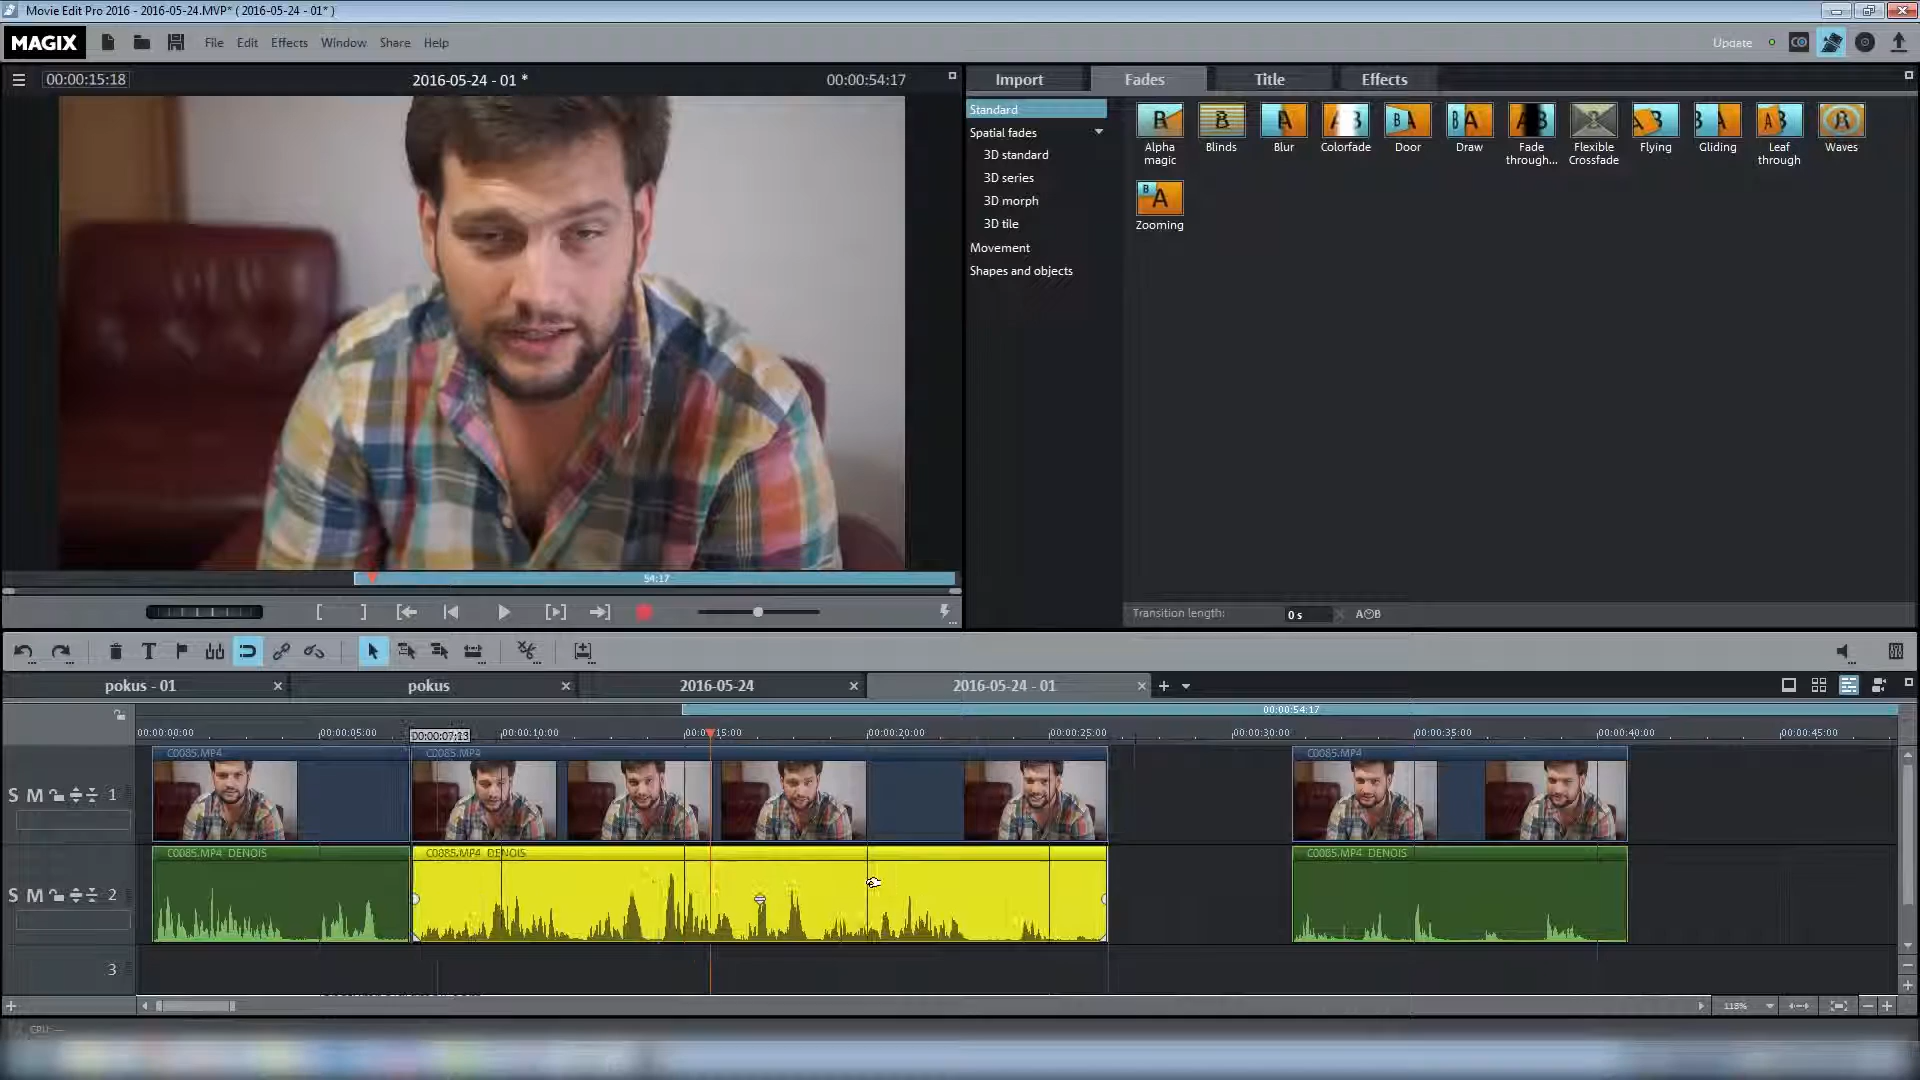 Movie Edit Pro 2016 - 2016-05-24.MVP* ( 2016-05-24 - 01* )
MAGIX File Edit Effects Window Share Help Update
00:00:15:18 2016-05-24 - 01 * 00:00:54:17
Import Fades Title Effects
Standard
Spatial fades
3D standard
3D series
3D morph
3D tile
Movement
Shapes and objects
Alpha magic
Blinds
Blur
Colorfade
Door
Draw
Fade through...
Flexible Crossfade
Flying
Gliding
Leaf through
Waves
Zooming
54:17
Transition length: 0 s A B
pokus - 01 pokus 2016-05-24 2016-05-24 - 01
00:00:54:17
00:00:00:00 00:00:05:00 00:00:07:13 00:00:10:00 00:00:15:00 00:00:20:00 00:00:25:00 00:00:30:00 00:00:35:00 00:00:40:00 00:00:45:00
C0085.MP4 C0085.MP4 C0085.MP4
S M 1
C0085.MP4 DENOIS C0085.MP4 DENOIS C0085.MP4 DENOIS
S M 2
3
118%
CPU: —